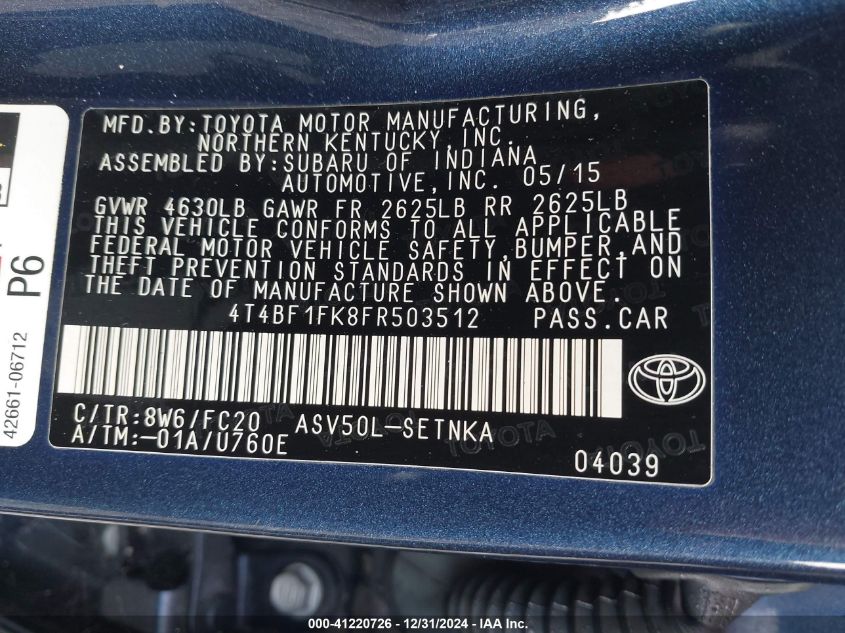 MFD.BY:TOYOTA MOTOR MANUFACTURING,
NORTHERN KENTUCKY,INC.
ASSEMBLED BY:SUBARU OF INDIANA
AUTOMOTIVE,INC. 05/15
GVWR 4630LB GAWR FR 2625LB RR 2625LB
THIS VEHICLE CONFORMS TO ALL APPLICABLE
FEDERAL MOTOR VEHICLE SAFETY,BUMPER,AND
THEFT PREVENTION STANDARDS IN EFFECT ON
THE DATE OF MANUFACTURE SHOWN ABOVE.
4T4BF1FK8FR503512 PASS.CAR
C/TR:8W6/FC20 ASV50L-SETNKA
A/TM:-01A/U760E
04039
P6
42661-06712
000-41220726 - 12/31/2024 - IAA Inc.